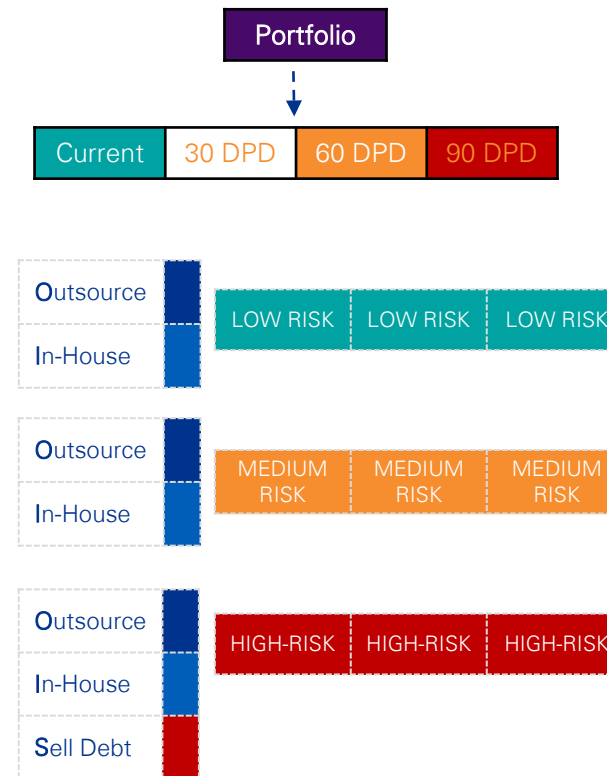 Portfolio
Current 30 DPD 60 DPD 90 DPD
Outsource
In-House
LOW RISK LOW RISK LOW RISK
Outsource
In-House
MEDIUM RISK MEDIUM RISK MEDIUM RISK
Outsource
In-House
Sell Debt
HIGH-RISK HIGH-RISK HIGH-RISK